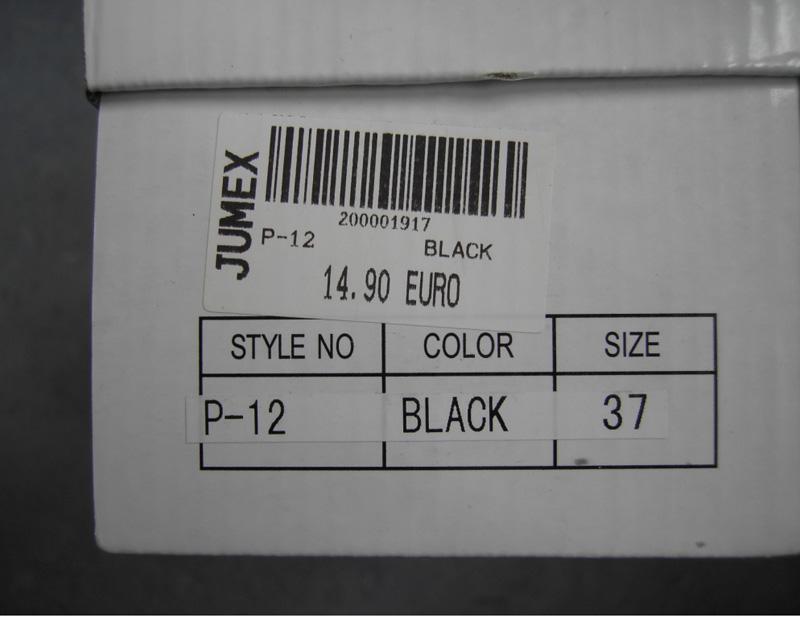 JUMEX
200001917
P-12 BLACK
14.90 EURO
STYLE NO COLOR SIZE
P-12 BLACK 37